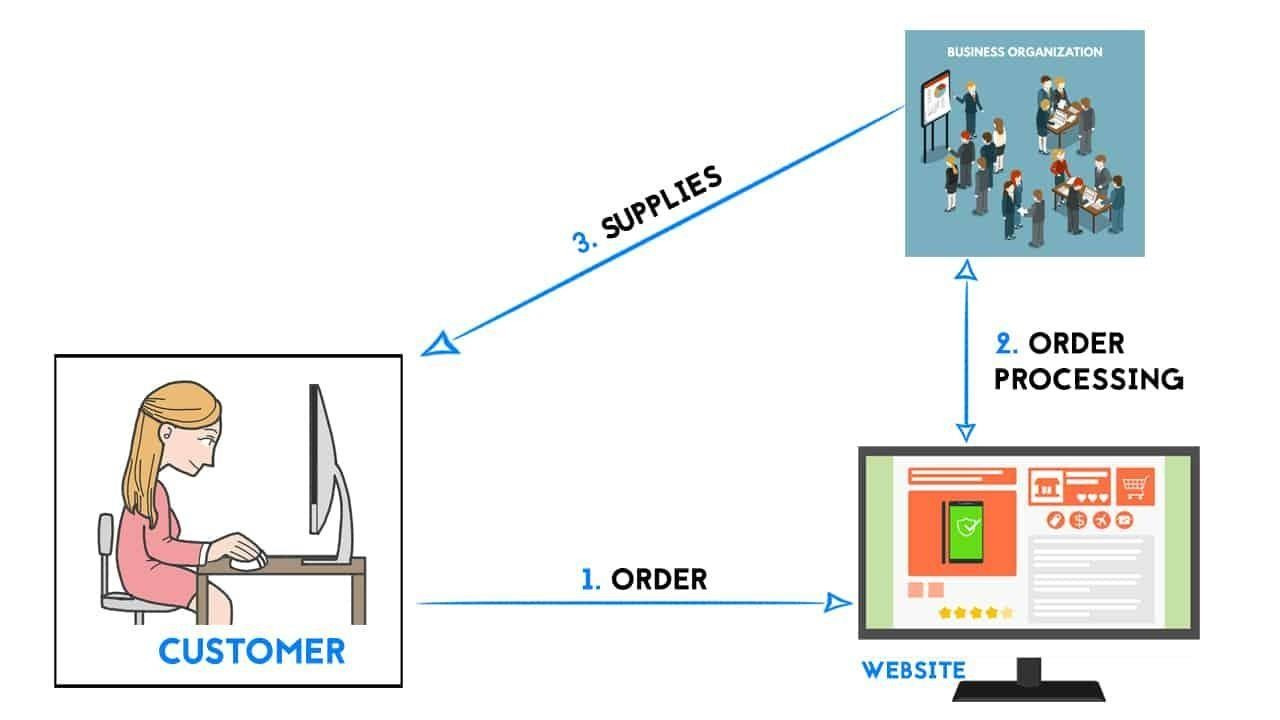 BUSINESS ORGANIZATION
3. SUPPLIES
2. ORDER
PROCESSING
1. ORDER
CUSTOMER
WEBSITE